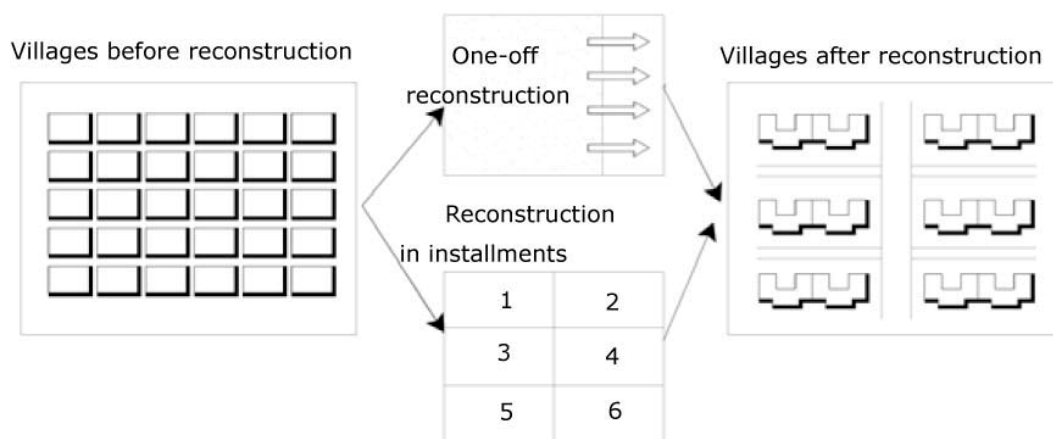 Villages before reconstruction
One-off
reconstruction
Reconstruction
in installments
1 2
3 4
5 6
Villages after reconstruction